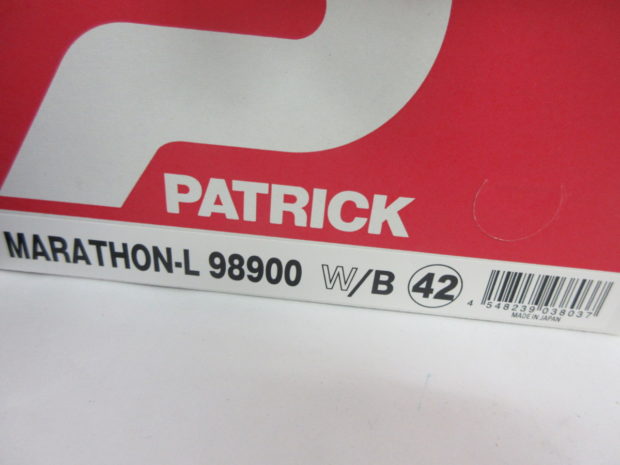 PATRICK
MARATHON-L 98900 W/B 42
4 548239 038037
MADE IN JAPAN